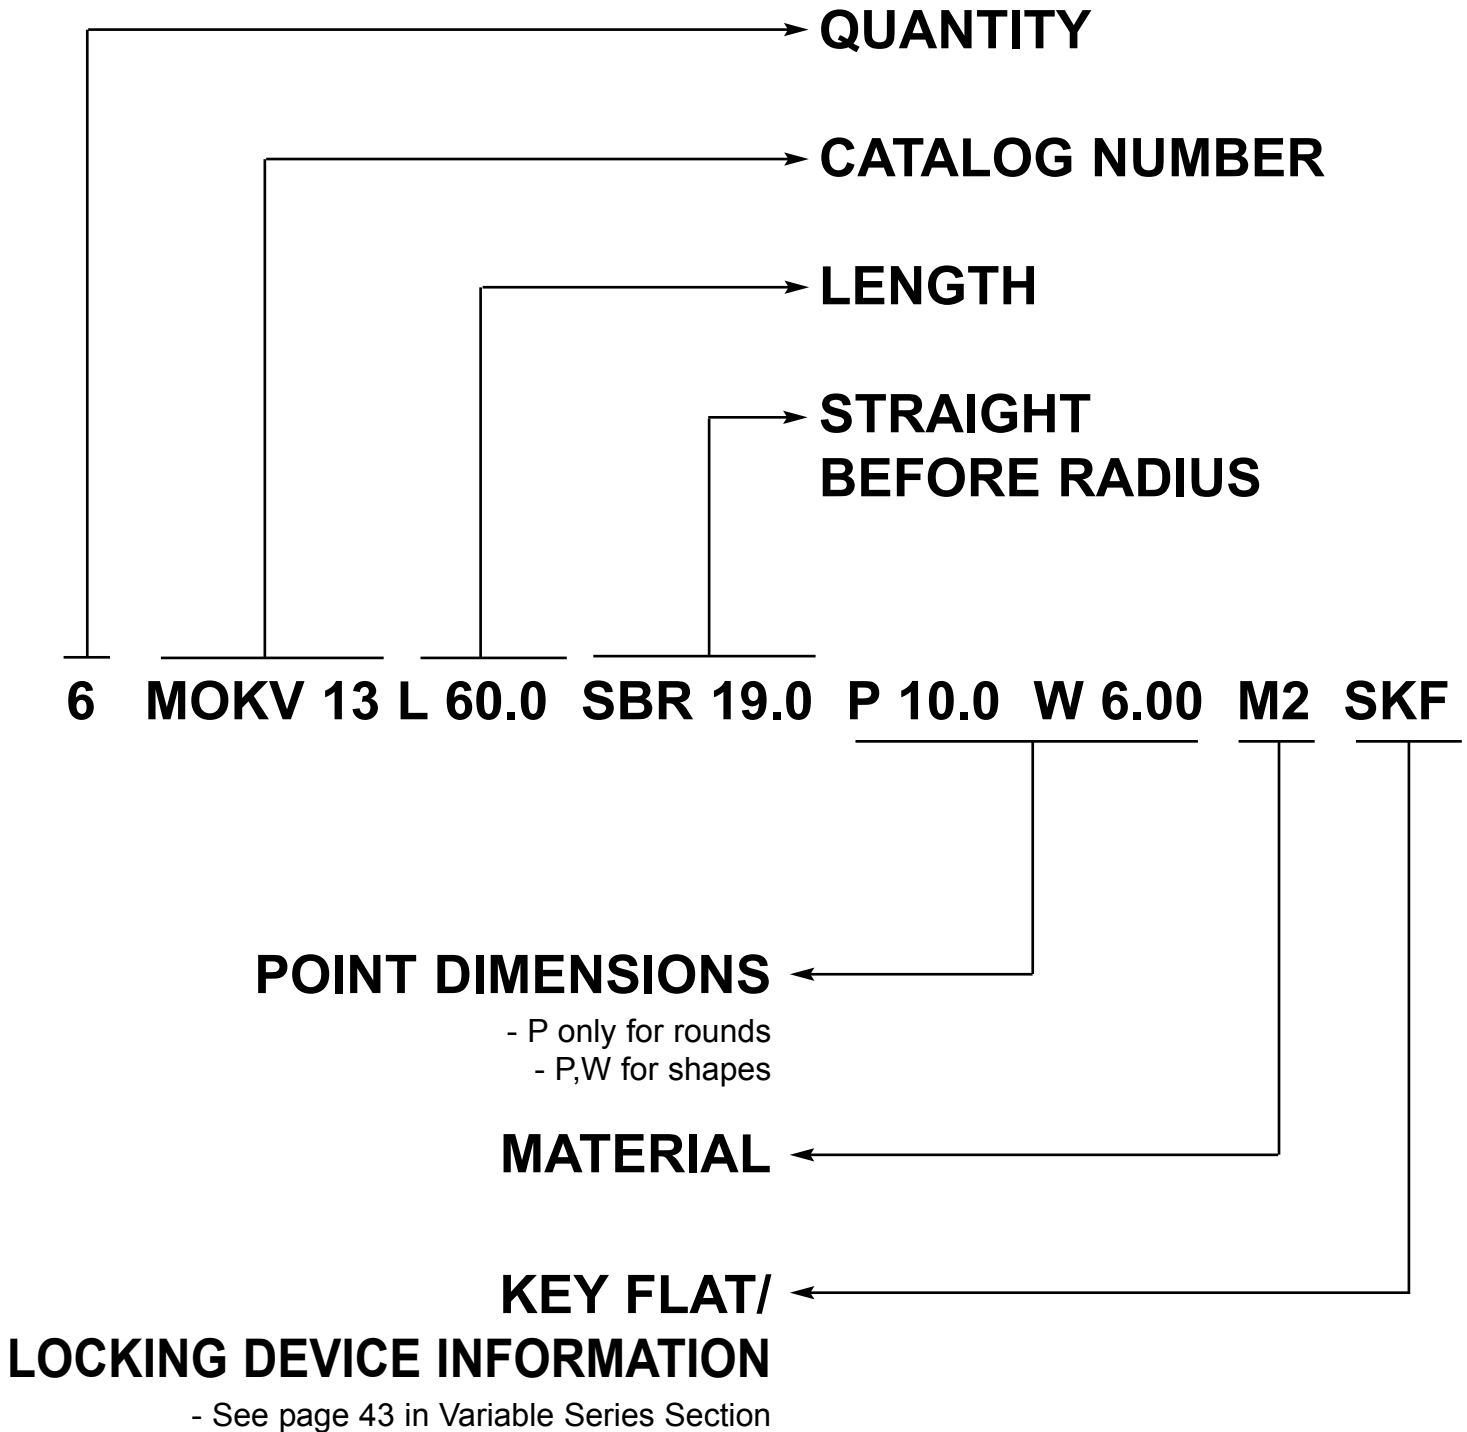 QUANTITY
CATALOG NUMBER
LENGTH
STRAIGHT
BEFORE RADIUS
6 MOKV 13 L 60.0 SBR 19.0 P 10.0 W 6.00 M2 SKF
POINT DIMENSIONS
- P only for rounds
- P,W for shapes
MATERIAL
KEY FLAT/
LOCKING DEVICE INFORMATION
- See page 43 in Variable Series Section